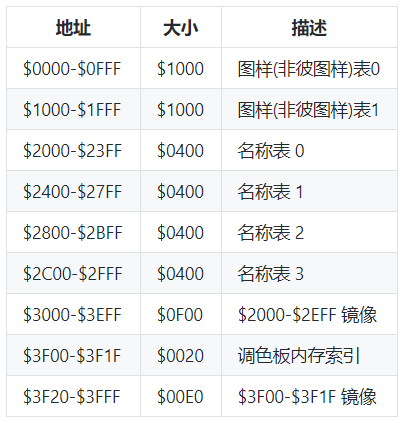 地址 大小 描述
$0000-$0FFF $1000 图样(非彼图样)表0
$1000-$1FFF $1000 图样(非彼图样)表1
$2000-$23FF $0400 名称表 0
$2400-$27FF $0400 名称表 1
$2800-$2BFF $0400 名称表 2
$2C00-$2FFF $0400 名称表 3
$3000-$3EFF $0F00 $2000-$2EFF 镜像
$3F00-$3F1F $0020 调色板内存索引
$3F20-$3FFF $00E0 $3F00-$3F1F 镜像